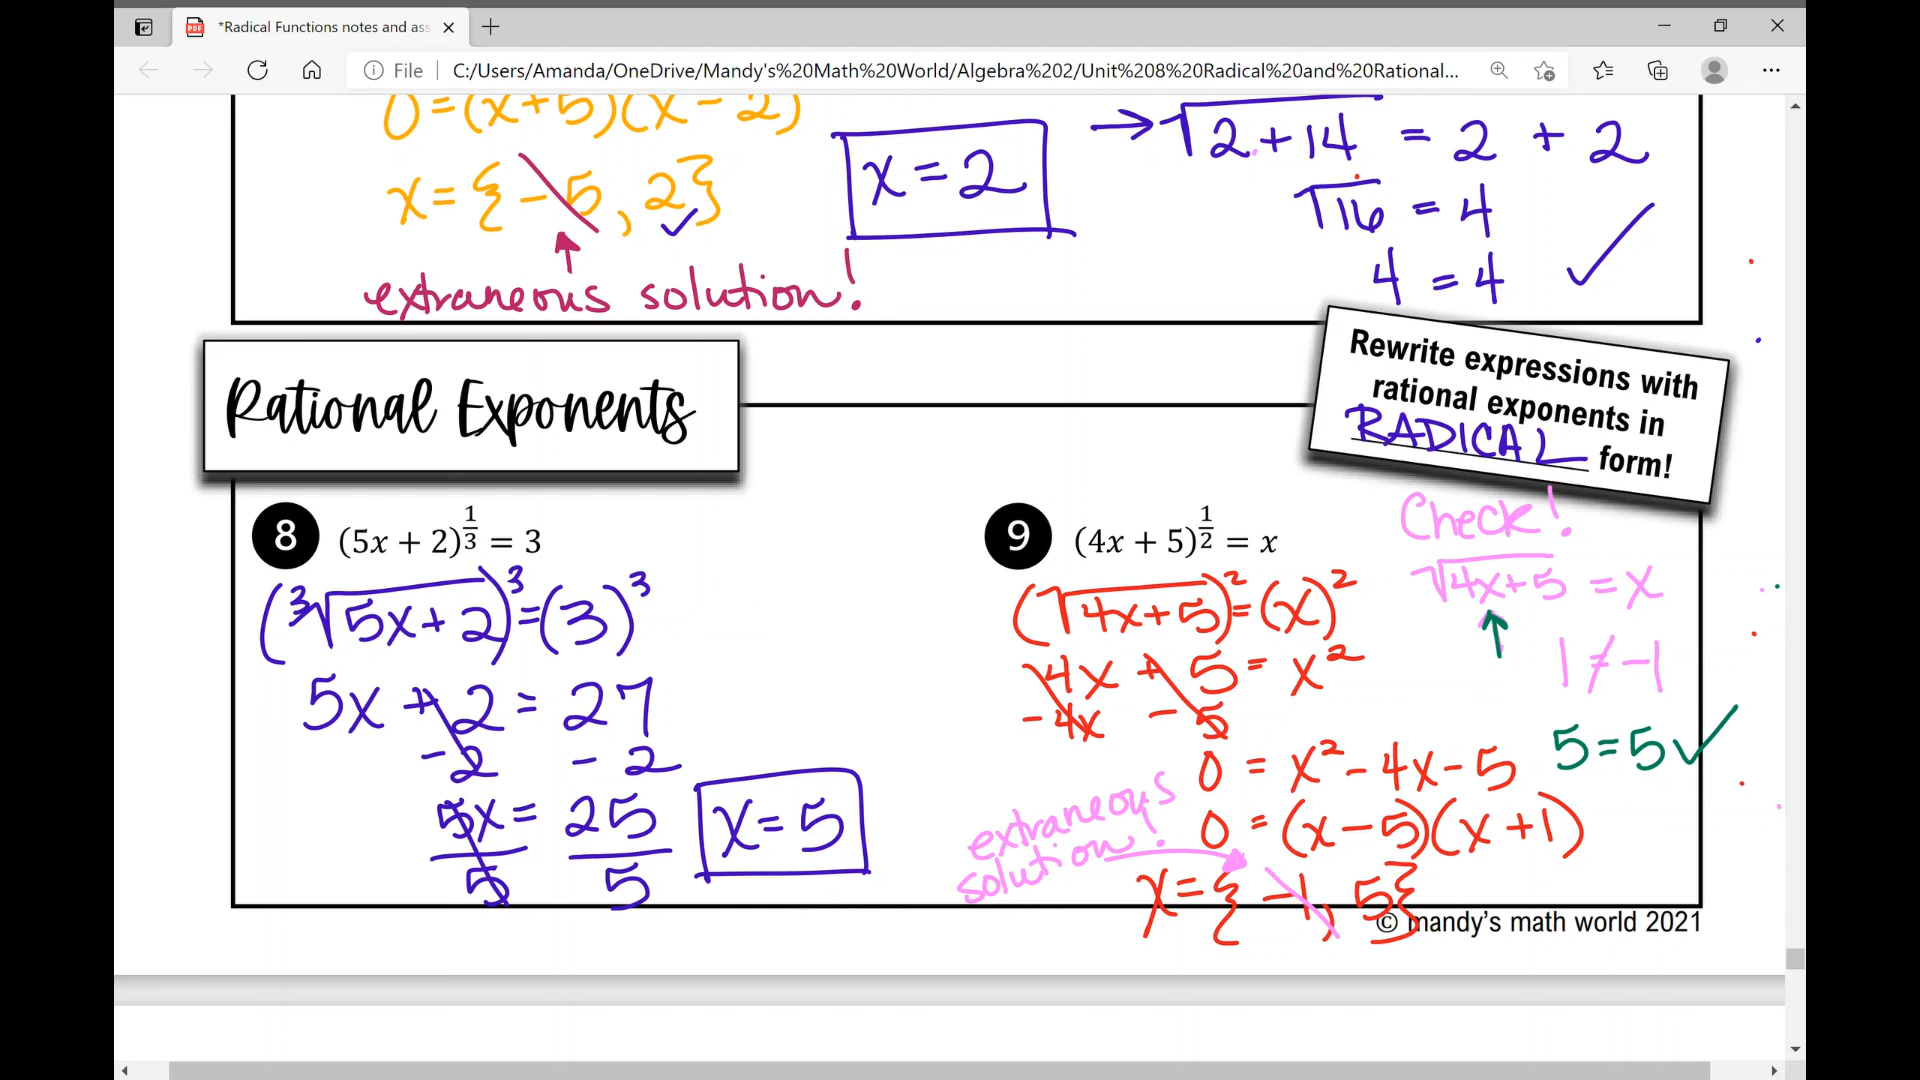 *Radical Functions notes and ass
File C:/Users/Amanda/OneDrive/Mandy's%20Math%20World/Algebra%202/Unit%208%20Radical%20and%20Rational...
0=(x+5)(x-2)
x={-5, 2}
extraneous solution!
x=2
→ √2+14 = 2 + 2
√16 = 4
4 = 4 ✓
Rational Exponents
Rewrite expressions with
rational exponents in
RADICAL form!
8 (5x + 2)^(1/3) = 3
(³√5x+2)³=(3)³
5x + 2 = 27
-2 - 2
5x = 25
5 5
x=5
9 (4x + 5)^(1/2) = x
(√4x+5)²=(x)²
4x + 5 = x²
-4x - 5
0 = x²-4x-5
0 = (x-5)(x+1)
x={-1, 5}
extraneous
solution!
Check!
√4x+5 = x
1 ≠ -1
5=5 ✓
© mandy's math world 2021